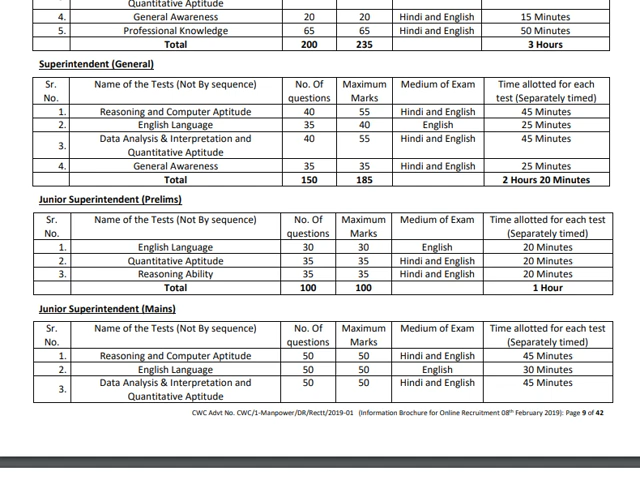 Quantitative Aptitude
4. General Awareness 20 20 Hindi and English 15 Minutes
5. Professional Knowledge 65 65 Hindi and English 50 Minutes
Total 200 235 3 Hours
Superintendent (General)
Sr. Name of the Tests (Not By sequence) No. Of Maximum Medium of Exam Time allotted for each
No. questions Marks test (Separately timed)
1. Reasoning and Computer Aptitude 40 55 Hindi and English 45 Minutes
2. English Language 35 40 English 25 Minutes
3. Data Analysis & Interpretation and 40 55 Hindi and English 45 Minutes
Quantitative Aptitude
4. General Awareness 35 35 Hindi and English 25 Minutes
Total 150 185 2 Hours 20 Minutes
Junior Superintendent (Prelims)
Sr. Name of the Tests (Not By sequence) No. Of Maximum Medium of Exam Time allotted for each test
No. questions Marks (Separately timed)
1. English Language 30 30 English 20 Minutes
2. Quantitative Aptitude 35 35 Hindi and English 20 Minutes
3. Reasoning Ability 35 35 Hindi and English 20 Minutes
Total 100 100 1 Hour
Junior Superintendent (Mains)
Sr. Name of the Tests (Not By sequence) No. Of Maximum Medium of Exam Time allotted for each test
No. questions Marks (Separately timed)
1. Reasoning and Computer Aptitude 50 50 Hindi and English 45 Minutes
2. English Language 50 50 English 30 Minutes
3. Data Analysis & Interpretation and 50 50 Hindi and English 45 Minutes
Quantitative Aptitude
CWC Advt No. CWC/1-Manpower/DR/Rectt/2019-01 (Information Brochure for Online Recruitment 08th February 2019): Page 9 of 42